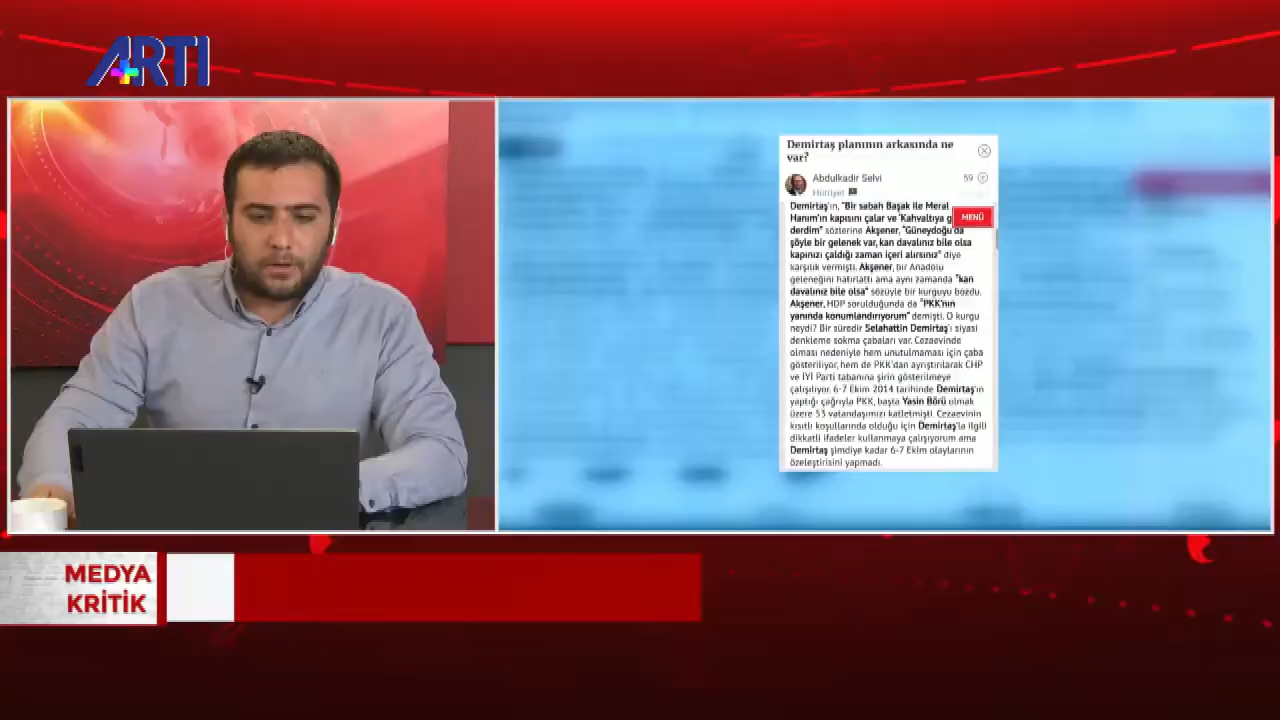 ARTI
Demirtaş planının arkasında ne
var?
Abdulkadir Selvi
59
Hürriyet
Demirtaş'ın, "Bir sabah Başak ile Meral
Hanım'ın kapısını çalar ve 'Kahvaltıya g
derdim" sözlerine Akşener, "Güneydoğu'da
şöyle bir gelenek var, kan davalınız bile olsa
kapınızı çaldığı zaman içeri alırsınız" diye
karşılık vermişti. Akşener, bir Anadolu
geleneğini hatırlattı ama aynı zamanda "kan
davalınız bile olsa" sözüyle bir kurguyu bozdu.
Akşener, HDP sorulduğunda da "PKK'nın
yanında konumlandırıyorum" demişti. O kurgu
neydi? Bir süredir Selahattin Demirtaş'ı siyasi
denkleme sokma çabaları var. Cezaevinde
olması nedeniyle hem unutulmaması için çaba
gösteriliyor, hem de PKK'dan ayrıştırılarak CHP
ve İYİ Parti tabanına şirin gösterilmeye
çalışılıyor. 6-7 Ekim 2014 tarihinde Demirtaş'ın
yaptığı çağrıyla PKK, başta Yasin Börü olmak
üzere 53 vatandaşımızı katletmişti. Cezaevinin
kısıtlı koşullarında olduğu için Demirtaş'la ilgili
dikkatli ifadeler kullanmaya çalışıyorum ama
Demirtaş şimdiye kadar 6-7 Ekim olaylarının
özeleştirisini yapmadı.
MENÜ
MEDYA
KRİTİK